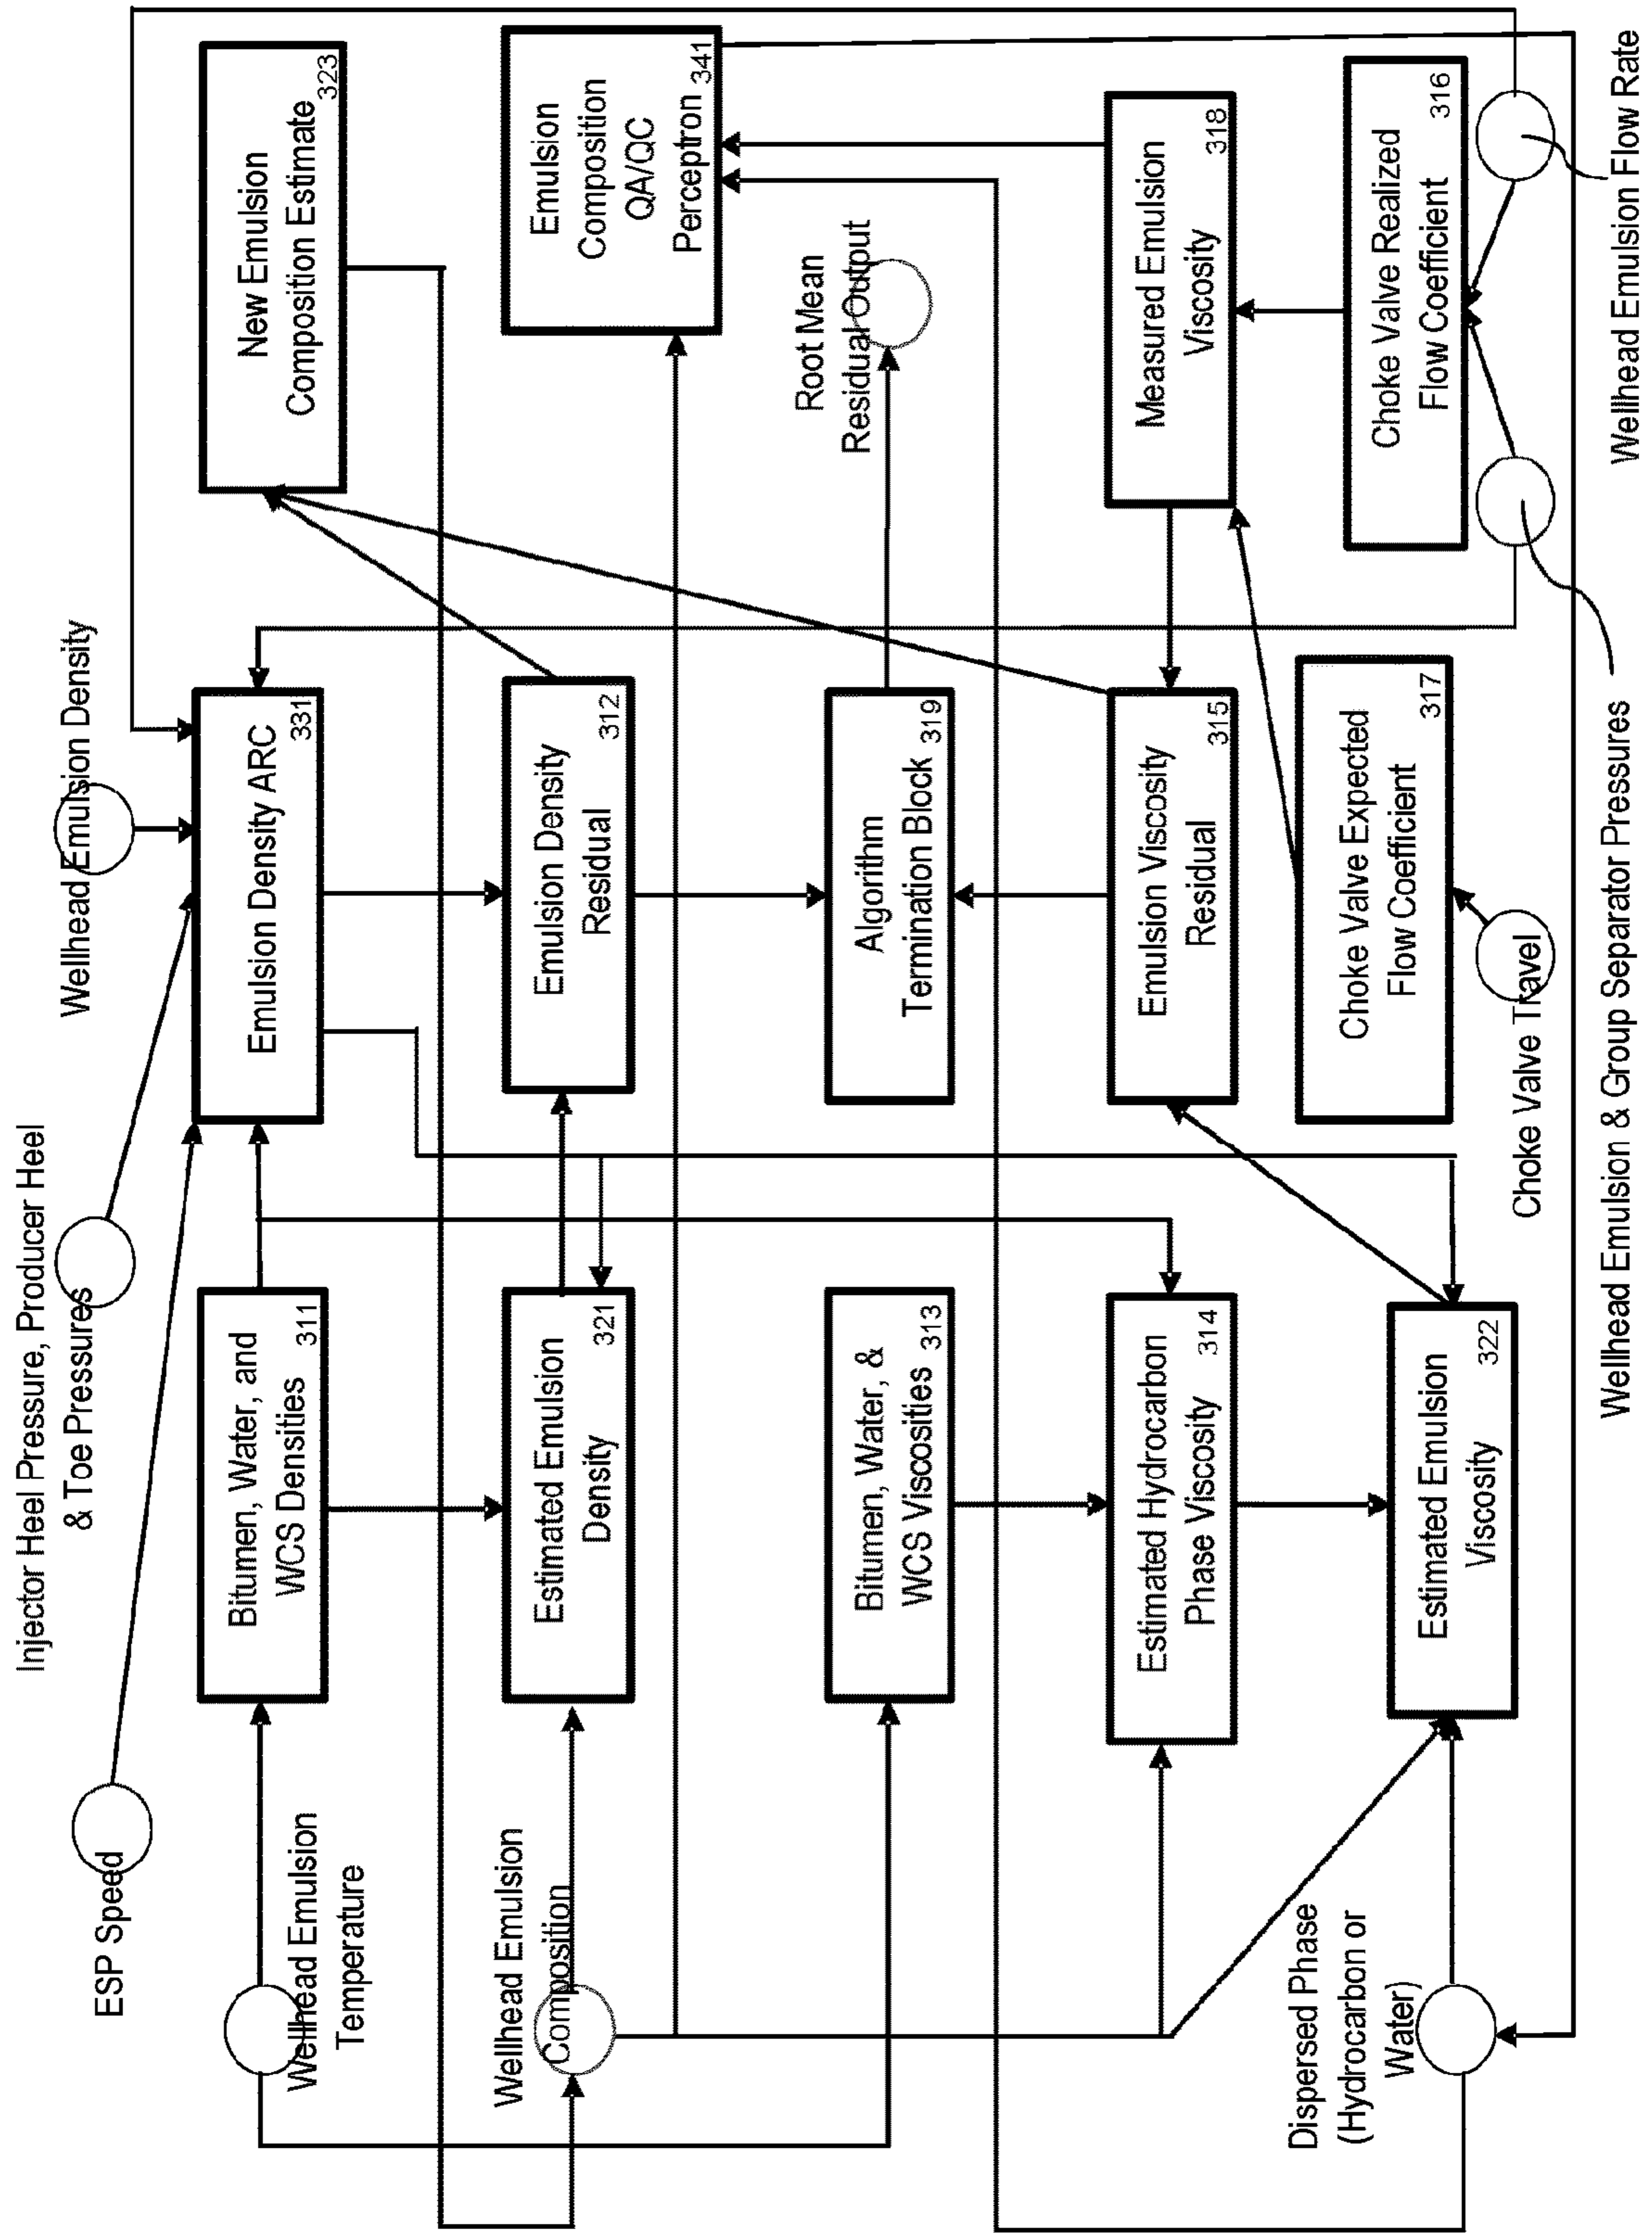 ESP Speed
Injector Heel Pressure, Producer Heel
& Toe Pressures
Wellhead Emulsion Density
Wellhead Emulsion
Temperature
Bitumen, Water, and
WCS Densities
311
Emulsion Density ARC
331
New Emulsion
Composition Estimate
323
Wellhead Emulsion
Composition
Estimated Emulsion
Density
321
Emulsion Density
Residual
312
Emulsion
Composition
QA/QC
Perceptron
341
Bitumen, Water, &
WCS Viscosities
313
Algorithm
Termination Block
319
Root Mean
Residual Output
Estimated Hydrocarbon
Phase Viscosity
314
Emulsion Viscosity
Residual
315
Measured Emulsion
Viscosity
318
Dispersed Phase
(Hydrocarbon or
Water)
Estimated Emulsion
Viscosity
322
Choke Valve Expected
Flow Coefficient
317
Choke Valve Realized
Flow Coefficient
316
Choke Valve Travel
Wellhead Emulsion & Group Separator Pressures
Wellhead Emulsion Flow Rate